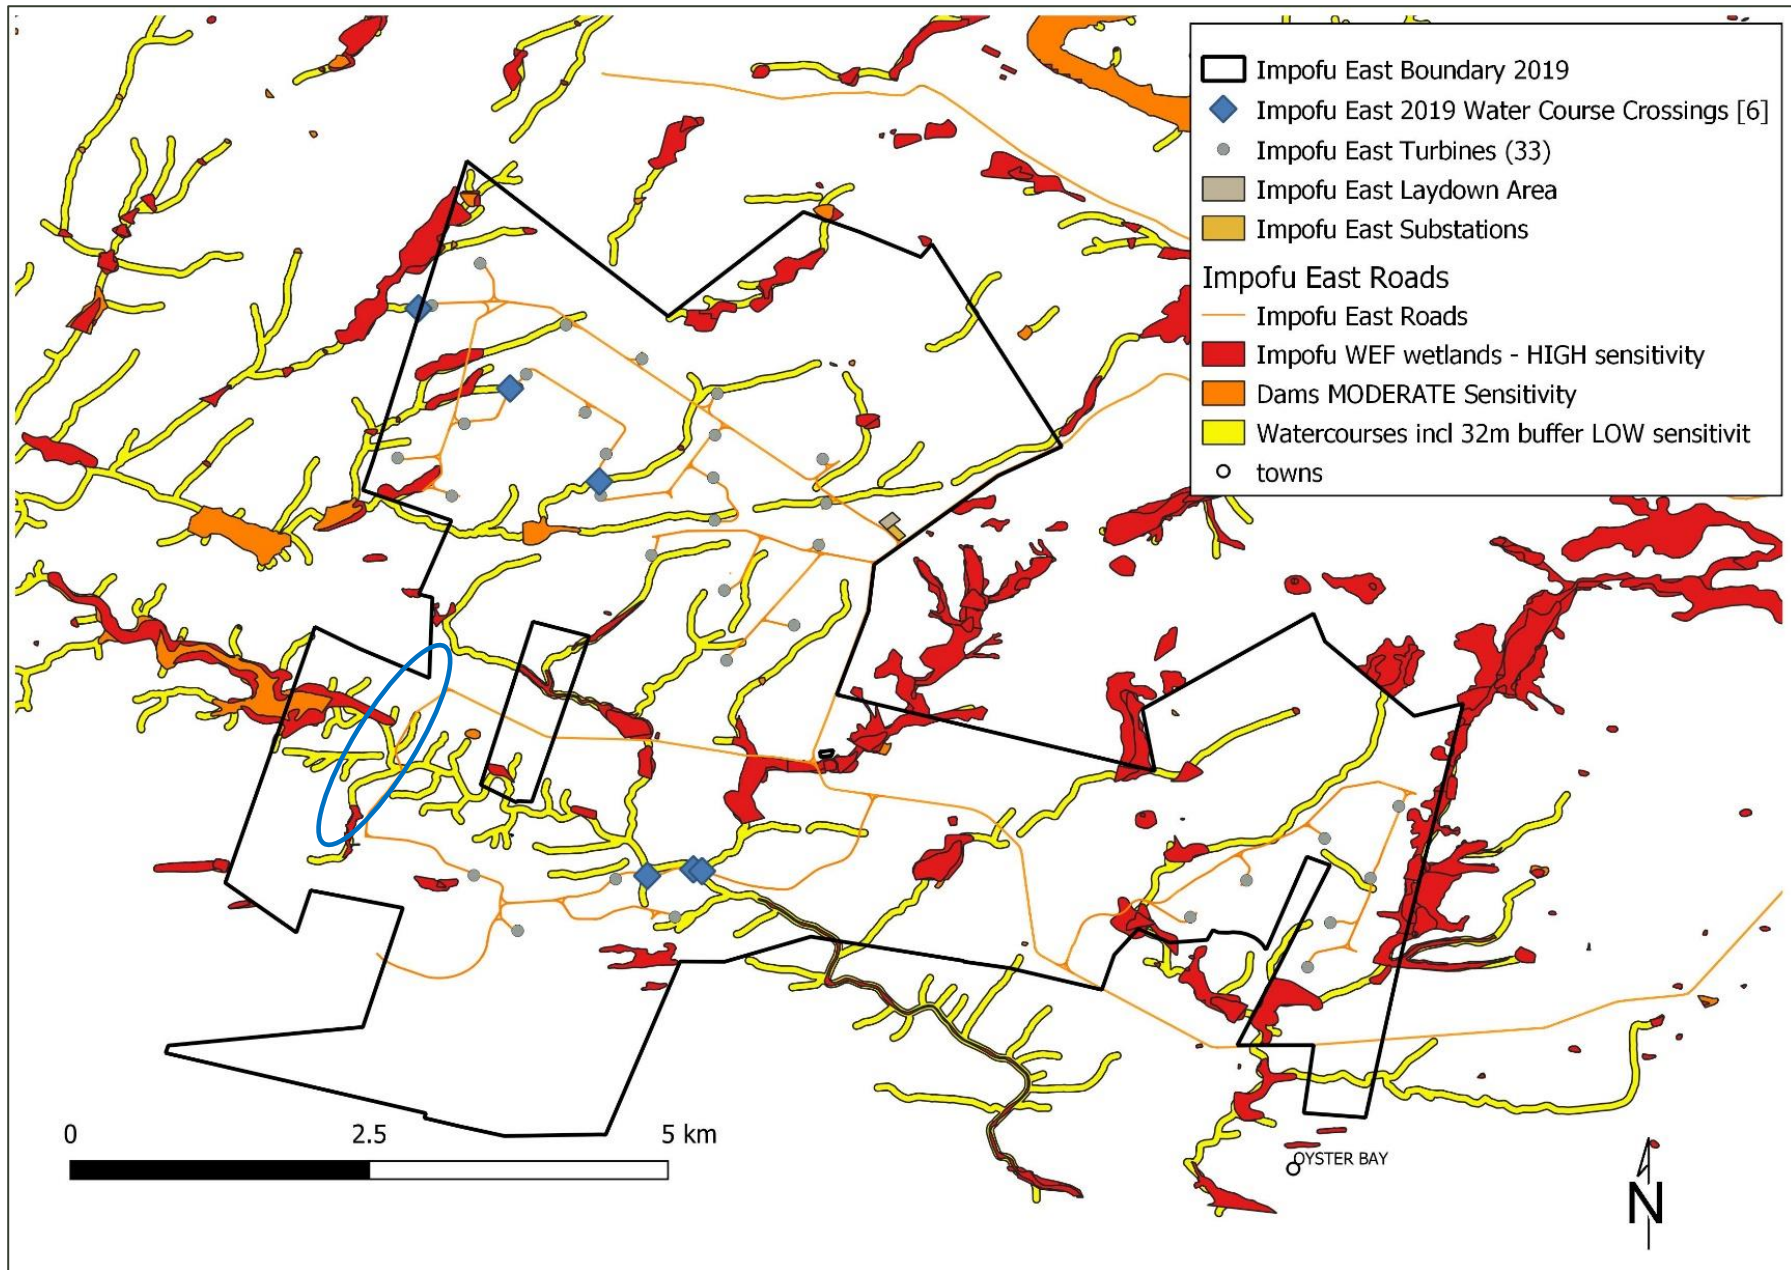 Impofu East Boundary 2019
Impofu East 2019 Water Course Crossings [6]
Impofu East Turbines (33)
Impofu East Laydown Area
Impofu East Substations
Impofu East Roads
Impofu East Roads
Impofu WEF wetlands - HIGH sensitivity
Dams MODERATE Sensitivity
Watercourses incl 32m buffer LOW sensitivit
towns
0 2.5 5 km
OYSTER BAY
N